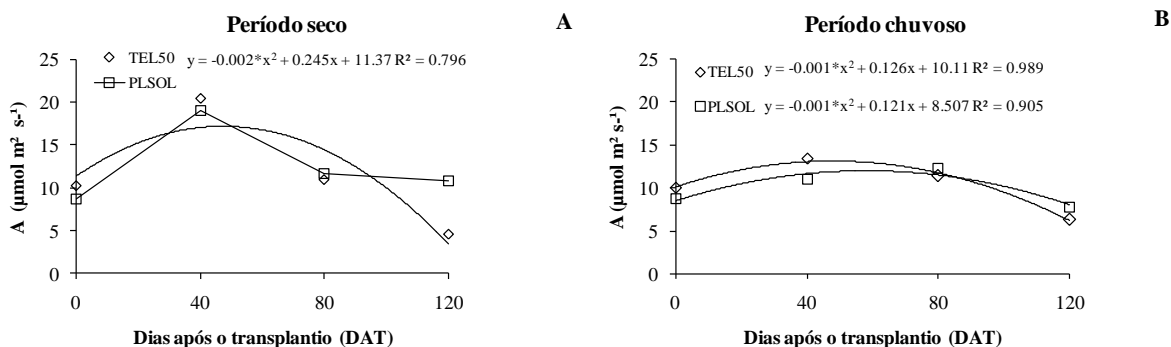 Período seco
A
TEL50 y = -0.002*x² + 0.245x + 11.37 R² = 0.796
PLSOL
25
20
15
10
5
0
0 40 80 120
A (µmol m² s-¹)
Dias após o transplantio (DAT)
Período chuvoso
B
TEL50 y = -0.001*x² + 0.126x + 10.11 R² = 0.989
PLSOL y = -0.001*x² + 0.121x + 8.507 R² = 0.905
25
20
15
10
5
0
0 40 80 120
A (µmol m² s-¹)
Dias após o transplantio (DAT)